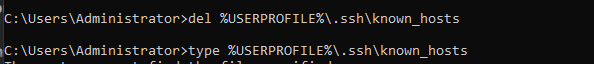 C:\Users\Administrator>del %USERPROFILE%\.ssh\known_hosts
C:\Users\Administrator>type %USERPROFILE%\.ssh\known_hosts